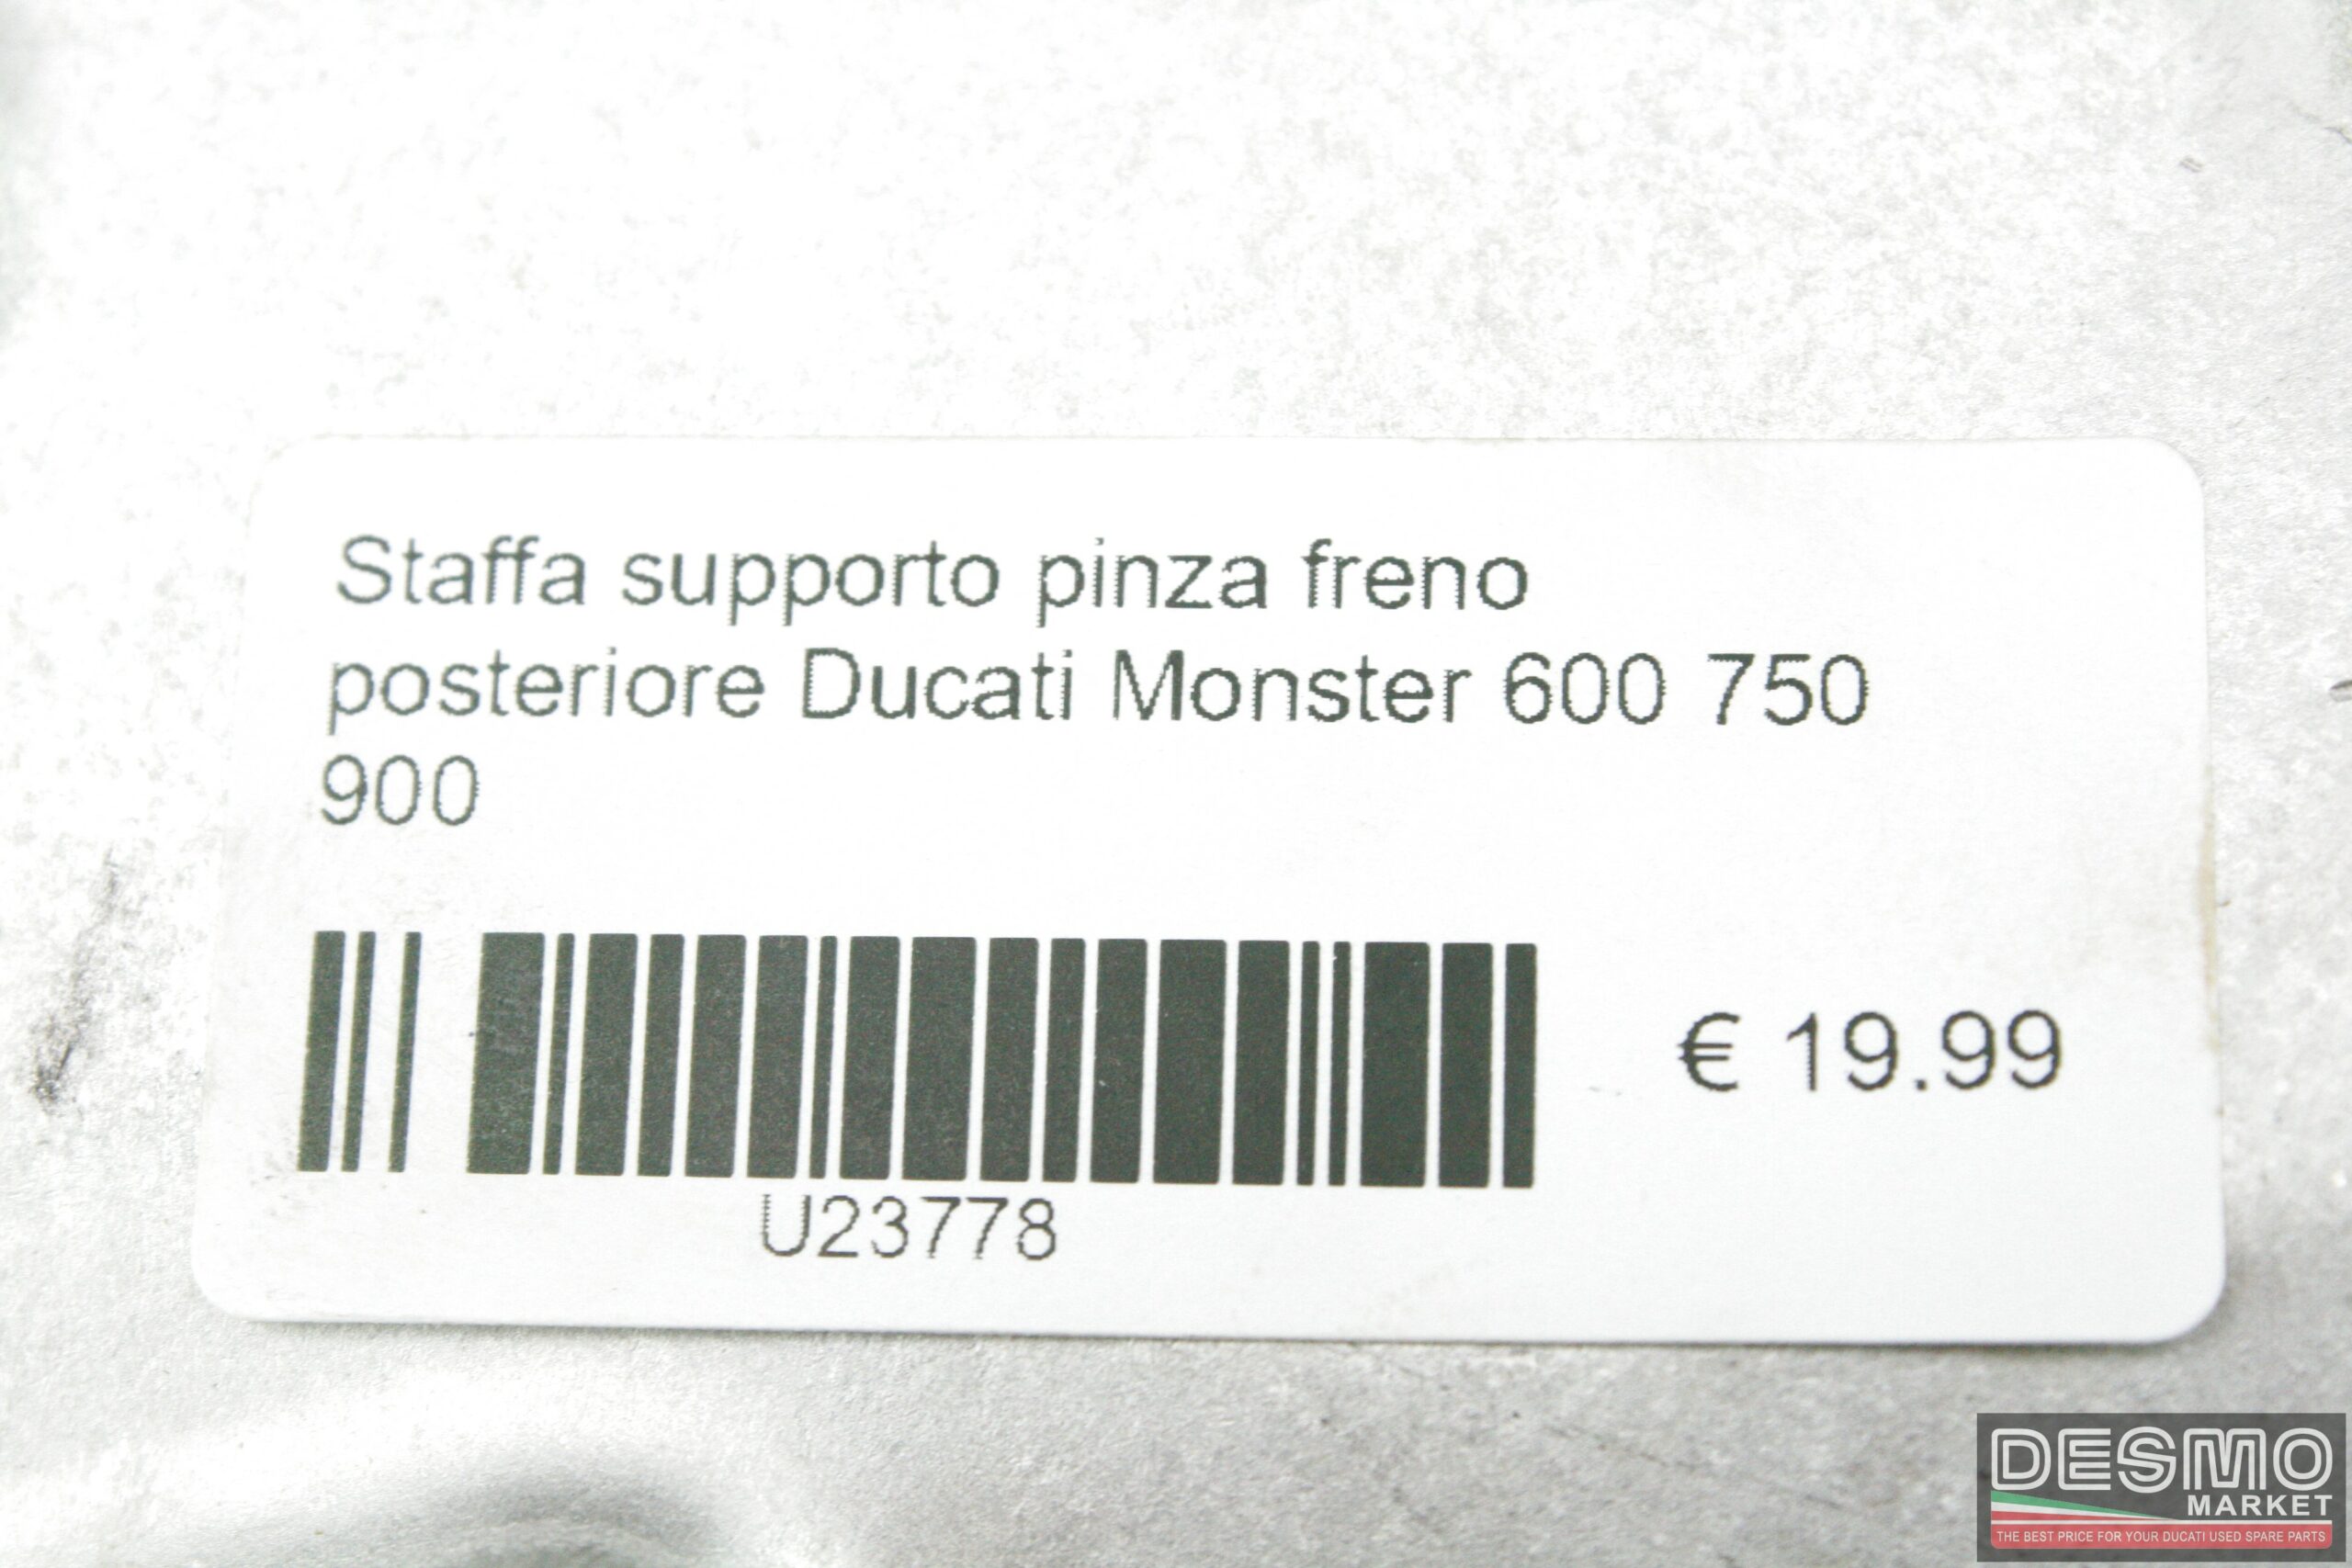 Staffa supporto pinza freno
posteriore Ducati Monster 600 750
900
€ 19.99
U23778
DESMO
MARKET
THE BEST PRICE FOR YOUR DUCATI USED SPARE PARTS